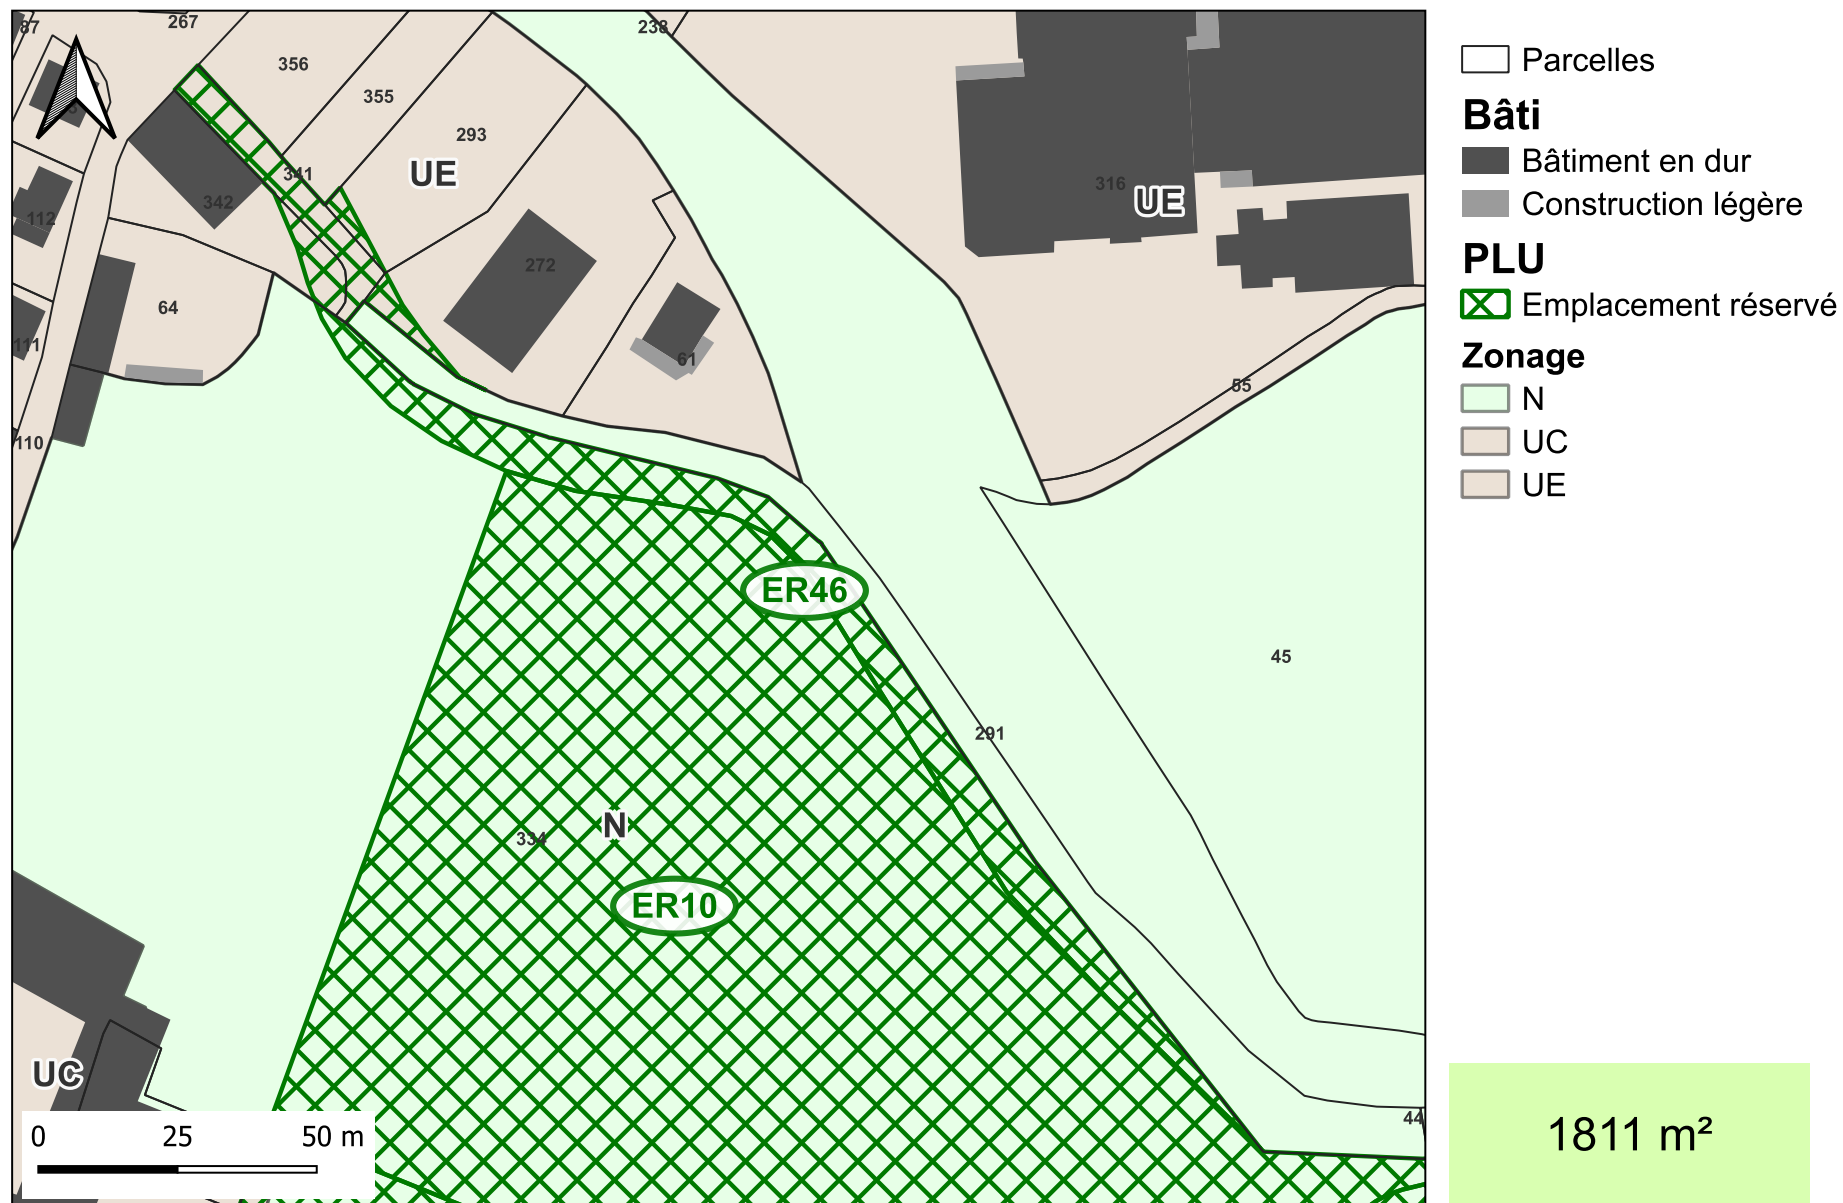 87
267
238
356
355
293
341
342
UE
316
UE
112
272
64
111
61
55
110
ER46
45
291
334
N
ER10
UC
44
0 25 50 m
Parcelles
Bâti
Bâtiment en dur
Construction légère
PLU
Emplacement réservé
Zonage
N
UC
UE
1811 m²